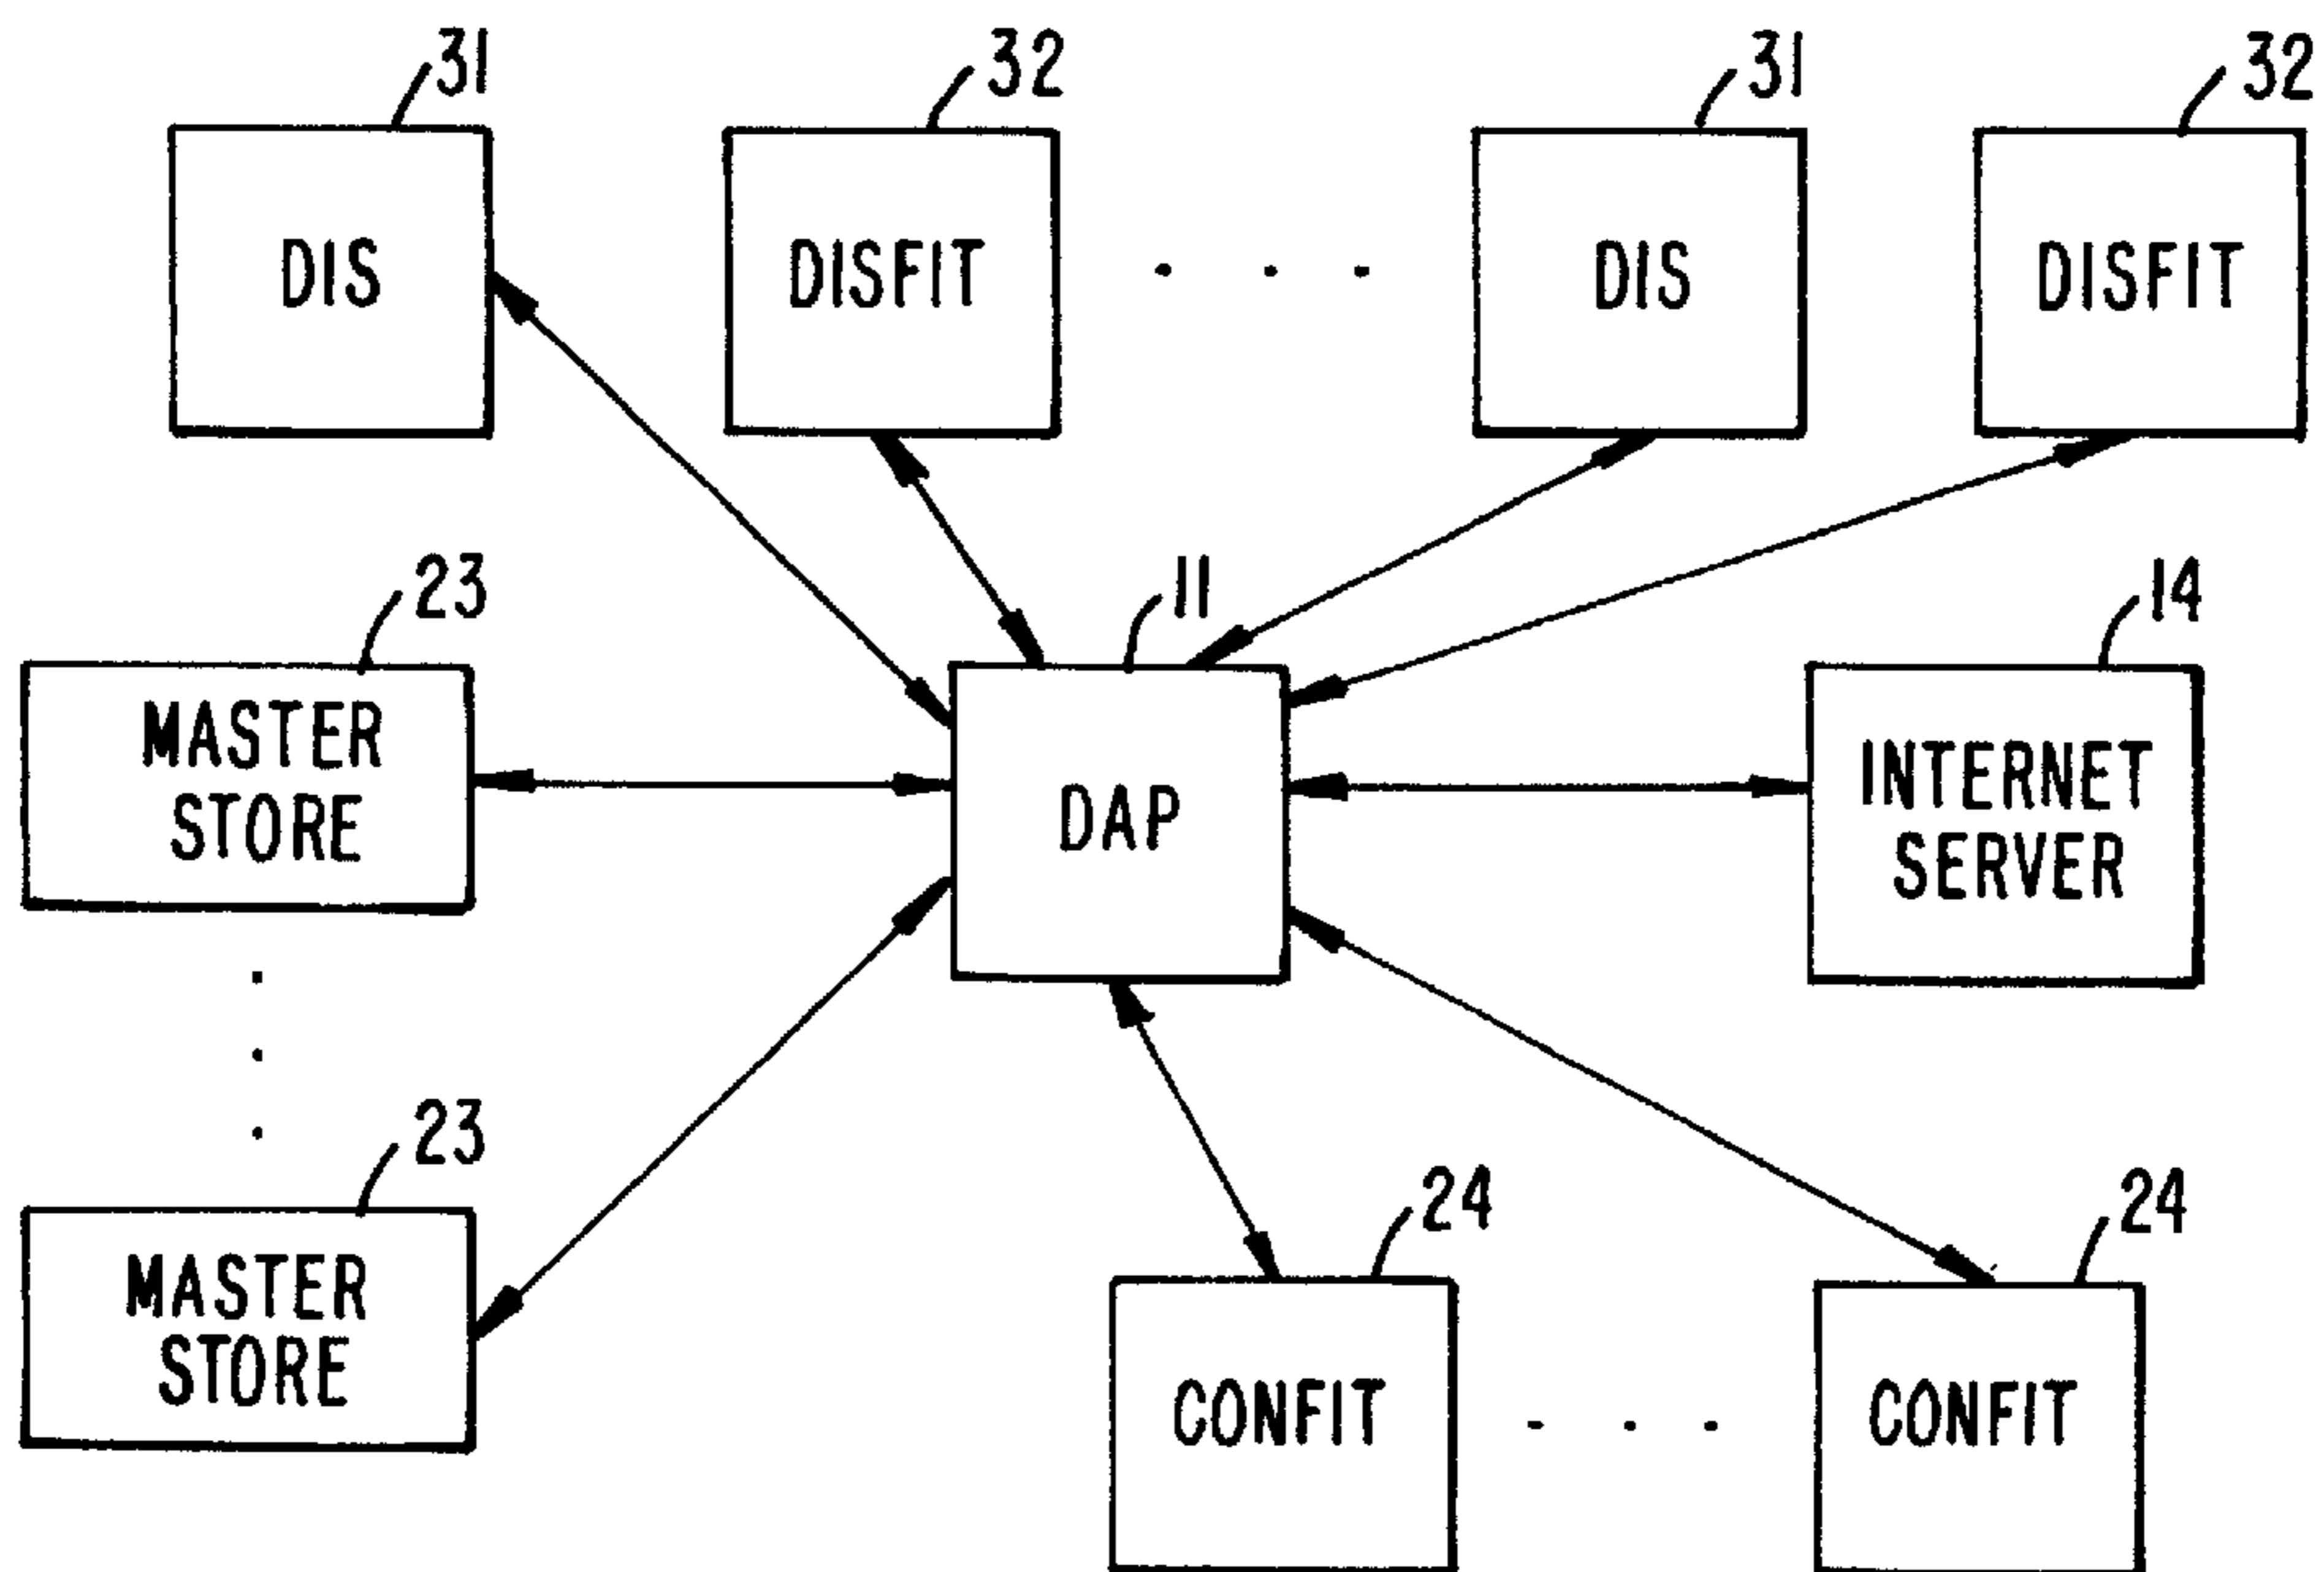 31
32
31
32
DIS
DISFIT
DIS
DISFIT
23
11
14
MASTER
STORE
DAP
INTERNET
SERVER
23
24
24
MASTER
STORE
CONFIT
CONFIT